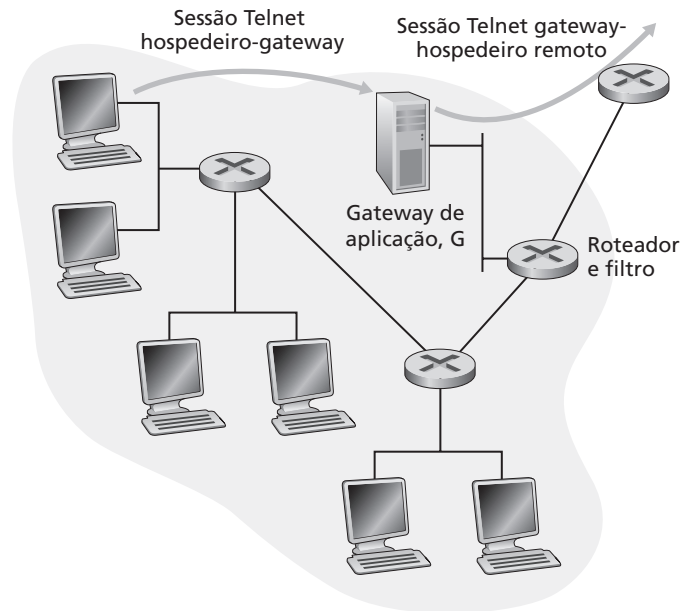 Sessão Telnet
hospedeiro-gateway
Sessão Telnet gateway-
hospedeiro remoto
Gateway de
aplicação, G
Roteador
e filtro